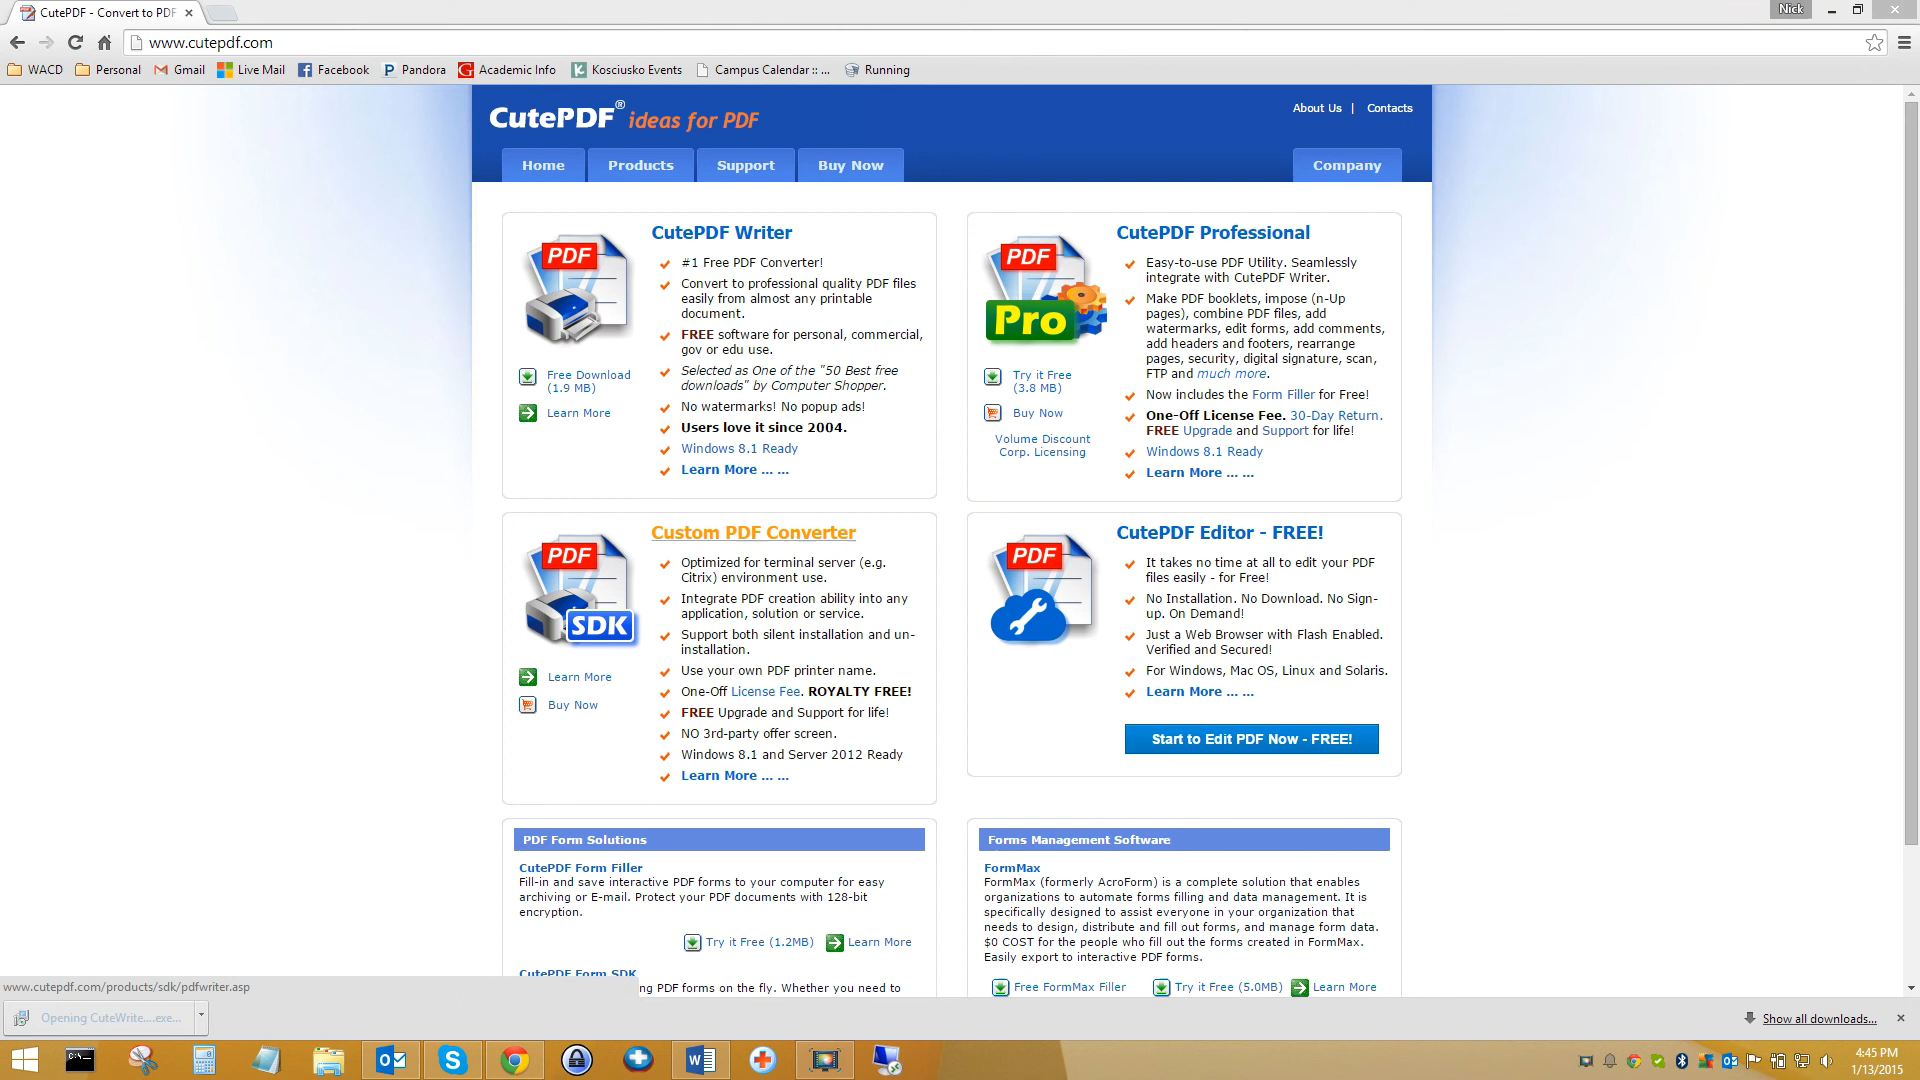 CutePDF - Convert to PDF
Nick
www.cutepdf.com
WACD Personal Gmail Live Mail Facebook Pandora Academic Info Kosciusko Events Campus Calendar :: ... Running
CutePDF® ideas for PDF
About Us | Contacts
Home Products Support Buy Now Company
PDF
CutePDF Writer
#1 Free PDF Converter!
Convert to professional quality PDF files
easily from almost any printable
document.
FREE software for personal, commercial,
gov or edu use.
Selected as One of the "50 Best free
downloads" by Computer Shopper.
No watermarks! No popup ads!
Users love it since 2004.
Windows 8.1 Ready
Learn More ... ...
Free Download
(1.9 MB)
Learn More
PDF
Pro
CutePDF Professional
Easy-to-use PDF Utility. Seamlessly
integrate with CutePDF Writer.
Make PDF booklets, impose (n-Up
pages), combine PDF files, add
watermarks, edit forms, add comments,
add headers and footers, rearrange
pages, security, digital signature, scan,
FTP and much more.
Now includes the Form Filler for Free!
One-Off License Fee. 30-Day Return.
FREE Upgrade and Support for life!
Windows 8.1 Ready
Learn More ... ...
Try it Free
(3.8 MB)
Buy Now
Volume Discount
Corp. Licensing
PDF
SDK
Custom PDF Converter
Optimized for terminal server (e.g.
Citrix) environment use.
Integrate PDF creation ability into any
application, solution or service.
Support both silent installation and un-
installation.
Use your own PDF printer name.
One-Off License Fee. ROYALTY FREE!
FREE Upgrade and Support for life!
NO 3rd-party offer screen.
Windows 8.1 and Server 2012 Ready
Learn More ... ...
Learn More
Buy Now
PDF
CutePDF Editor - FREE!
It takes no time at all to edit your PDF
files easily - for Free!
No Installation. No Download. No Sign-
up. On Demand!
Just a Web Browser with Flash Enabled.
Verified and Secured!
For Windows, Mac OS, Linux and Solaris.
Learn More ... ...
Start to Edit PDF Now - FREE!
PDF Form Solutions
CutePDF Form Filler
Fill-in and save interactive PDF forms to your computer for easy
archiving or E-mail. Protect your PDF documents with 128-bit
encryption.
Try it Free (1.2MB) Learn More
CutePDF Form SDK
ng PDF forms on the fly. Whether you need to
Forms Management Software
FormMax
FormMax (formerly AcroForm) is a complete solution that enables
organizations to automate forms filling and data management. It is
specifically designed to assist everyone in your organization that
needs to design, distribute and fill out forms, and manage form data.
$0 COST for the people who fill out the forms created in FormMax.
Easily export to interactive PDF forms.
Free FormMax Filler Try it Free (5.0MB) Learn More
www.cutepdf.com/products/sdk/pdfwriter.asp
Opening CuteWrite....exe...
Show all downloads...
4:45 PM
1/13/2015